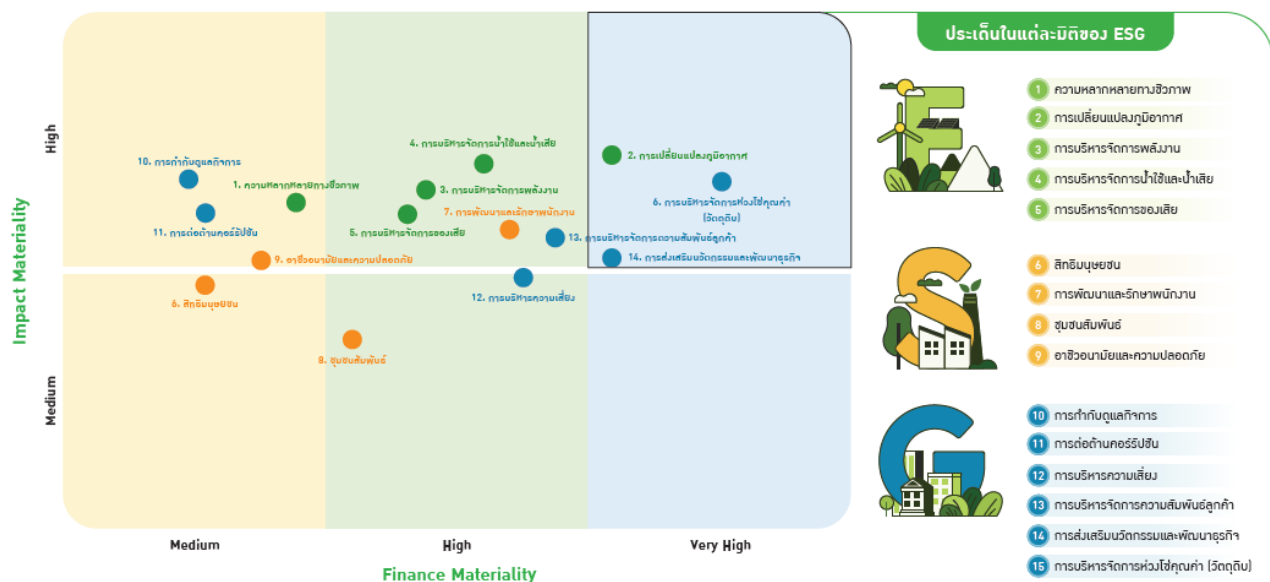 ประเด็นในแต่ละมิติของ ESG
Impact Materiality
High
Medium
10. การกำกับดูแลกิจการ
1. ความหลากหลายทางชีวภาพ
11. การต่อต้านคอร์รัปชัน
9. อาชีวอนามัยและความปลอดภัย
6. สิทธิมนุษยชน
4. การบริหารจัดการน้ำใช้และน้ำเสีย
3. การบริหารจัดการพลังงาน
7. การพัฒนาและรักษาพนักงาน
5. การบริหารจัดการของเสีย
13. การบริหารจัดการความสัมพันธ์ลูกค้า
12. การบริหารความเสี่ยง
8. ชุมชนสัมพันธ์
2. การเปลี่ยนแปลงภูมิอากาศ
6. การบริหารจัดการห่วงโซ่คุณค่า
(วัตถุดิบ)
14. การส่งเสริมนวัตกรรมและพัฒนาธุรกิจ
Medium
High
Very High
Finance Materiality
E
1 ความหลากหลายทางชีวภาพ
2 การเปลี่ยนแปลงภูมิอากาศ
3 การบริหารจัดการพลังงาน
4 การบริหารจัดการน้ำใช้และน้ำเสีย
5 การบริหารจัดการของเสีย
S
6 สิทธิมนุษยชน
7 การพัฒนาและรักษาพนักงาน
8 ชุมชนสัมพันธ์
9 อาชีวอนามัยและความปลอดภัย
G
10 การกำกับดูแลกิจการ
11 การต่อต้านคอร์รัปชัน
12 การบริหารความเสี่ยง
13 การบริหารจัดการความสัมพันธ์ลูกค้า
14 การส่งเสริมนวัตกรรมและพัฒนาธุรกิจ
15 การบริหารจัดการห่วงโซ่คุณค่า (วัตถุดิบ)